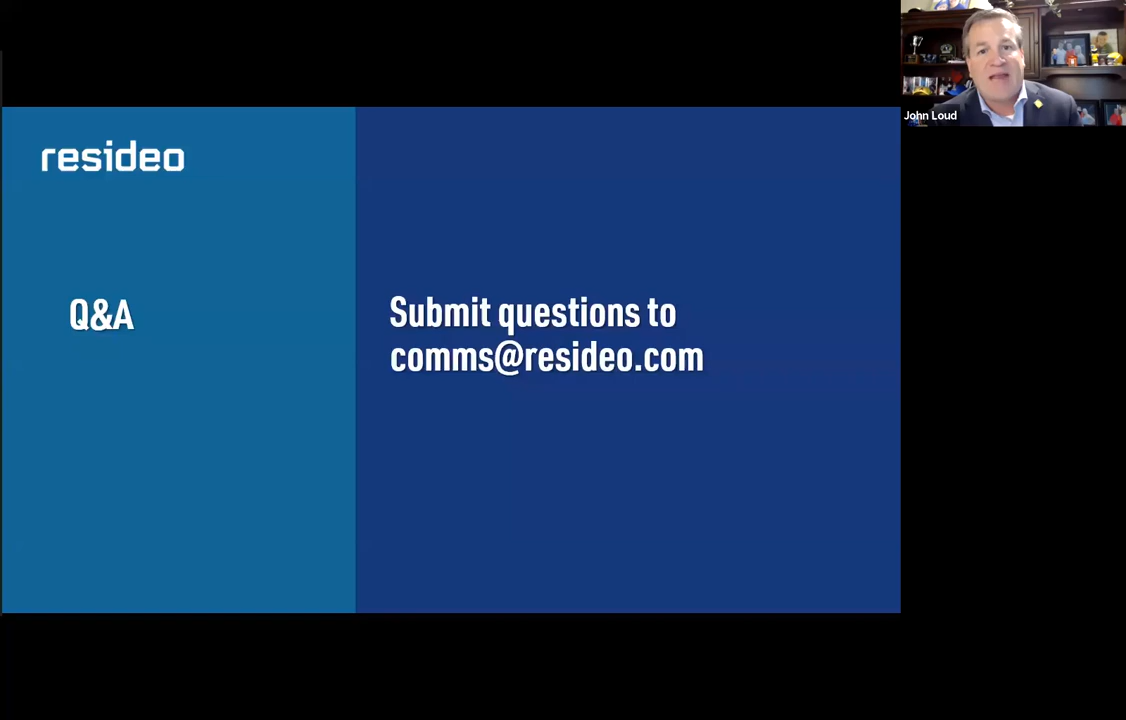 resideo
Q&A
Submit questions to
comms@resideo.com
John Loud